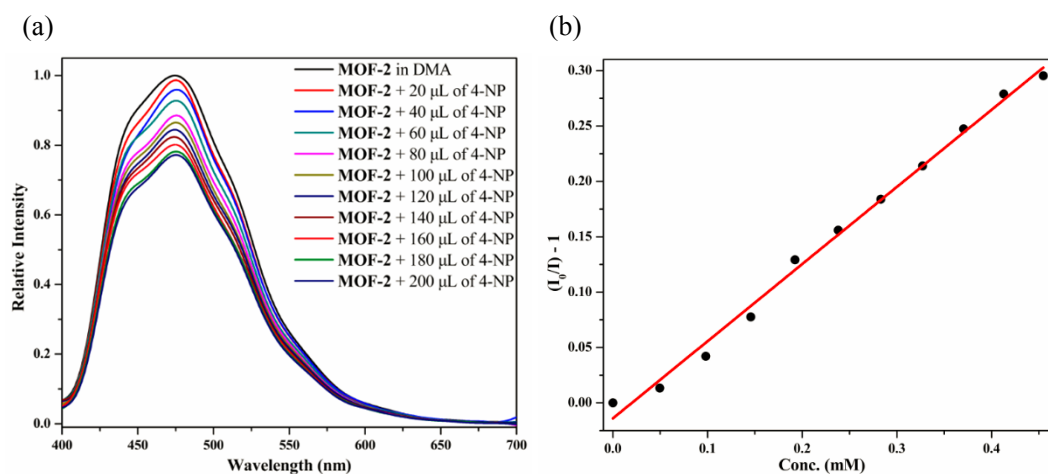 (a)
(b)
1.0
0.8
0.6
0.4
0.2
0.0
Relative Intensity
MOF-2 in DMA
MOF-2 + 20 μL of 4-NP
MOF-2 + 40 μL of 4-NP
MOF-2 + 60 μL of 4-NP
MOF-2 + 80 μL of 4-NP
MOF-2 + 100 μL of 4-NP
MOF-2 + 120 μL of 4-NP
MOF-2 + 140 μL of 4-NP
MOF-2 + 160 μL of 4-NP
MOF-2 + 180 μL of 4-NP
MOF-2 + 200 μL of 4-NP
400 450 500 550 600 650 700
Wavelength (nm)
0.30
0.25
0.20
0.15
0.10
0.05
0.00
(I₀/I) - 1
0.0 0.1 0.2 0.3 0.4
Conc. (mM)